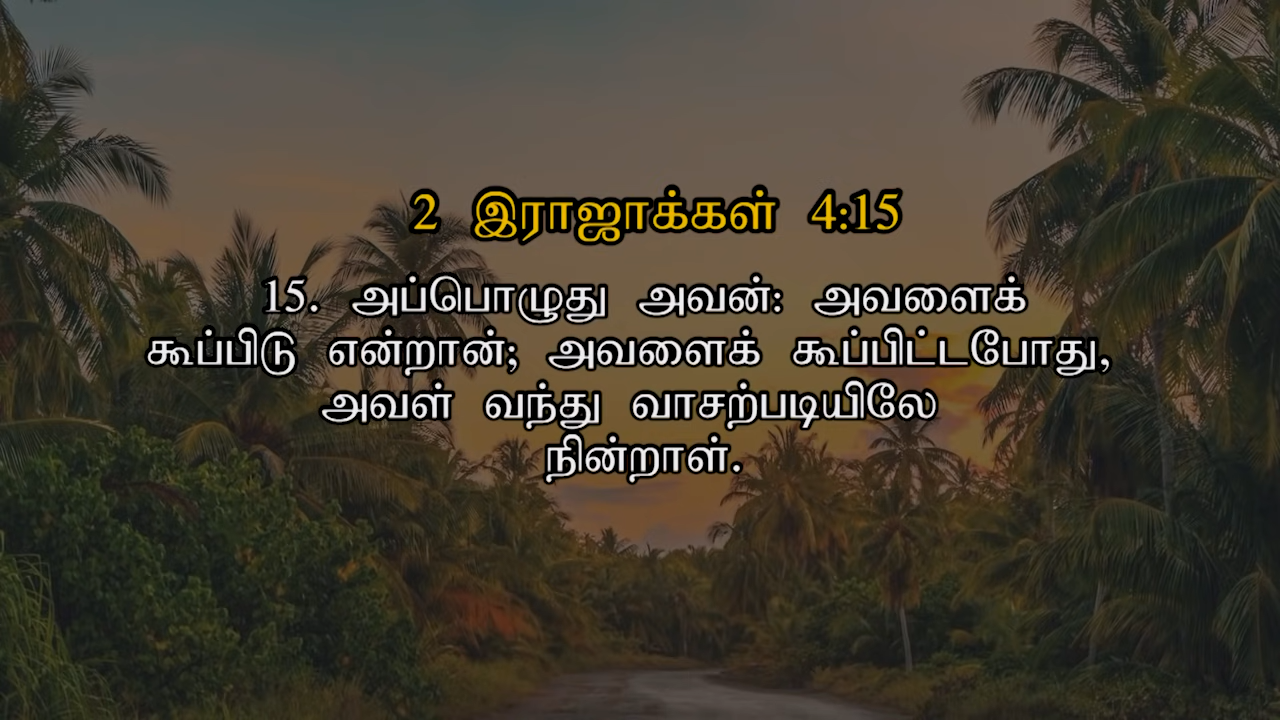 2 இராஜாக்கள் 4:15
15. அப்பொழுது அவன்: அவளைக்
கூப்பிடு என்றான்; அவளைக் கூப்பிட்டபோது,
அவள் வந்து வாசற்படியிலே
நின்றாள்.